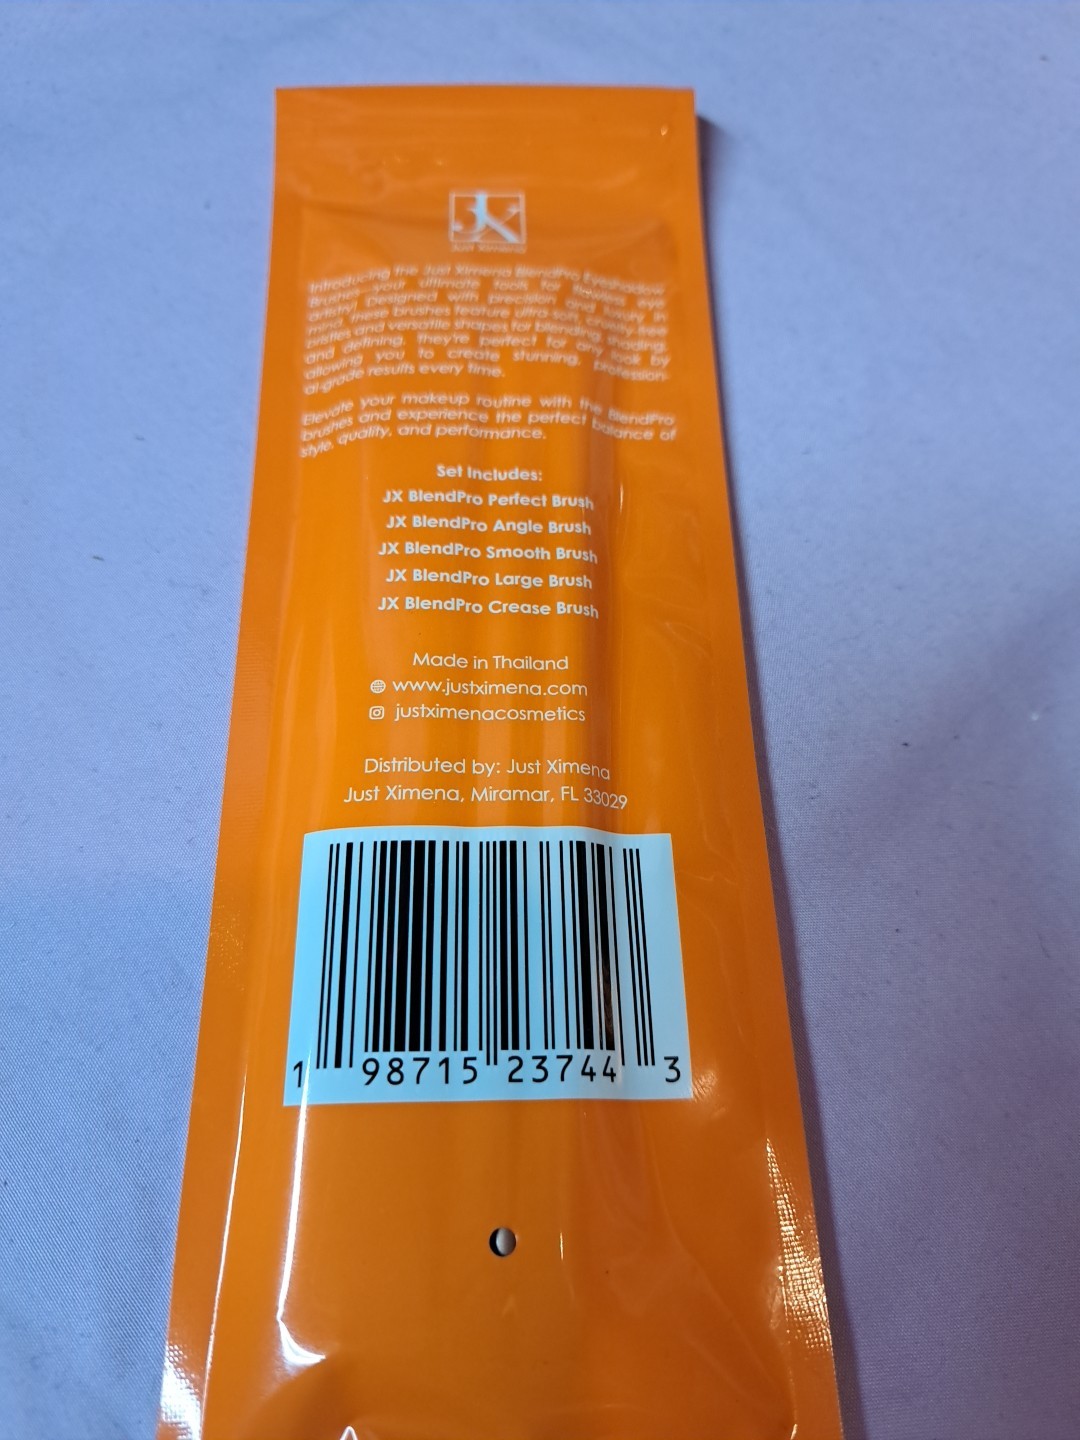 JX
Just Ximena
Introducing the Just Ximena BlendPro Eyeshadow
Brushes—your ultimate tools for flawless eye
artistry! Designed with precision and luxury in
mind, these brushes feature ultra-soft, cruelty-free
bristles and versatile shapes for blending, shading,
and defining. They're perfect for any look by
allowing you to create stunning, profession-
al-grade results every time.
Elevate your makeup routine with the BlendPro
brushes and experience the perfect balance of
style, quality, and performance.
Set Includes:
JX BlendPro Perfect Brush
JX BlendPro Angle Brush
JX BlendPro Smooth Brush
JX BlendPro Large Brush
JX BlendPro Crease Brush
Made in Thailand
www.justximena.com
justximenacosmetics
Distributed by: Just Ximena
Just Ximena, Miramar, FL 33029
1 98715 23744 3